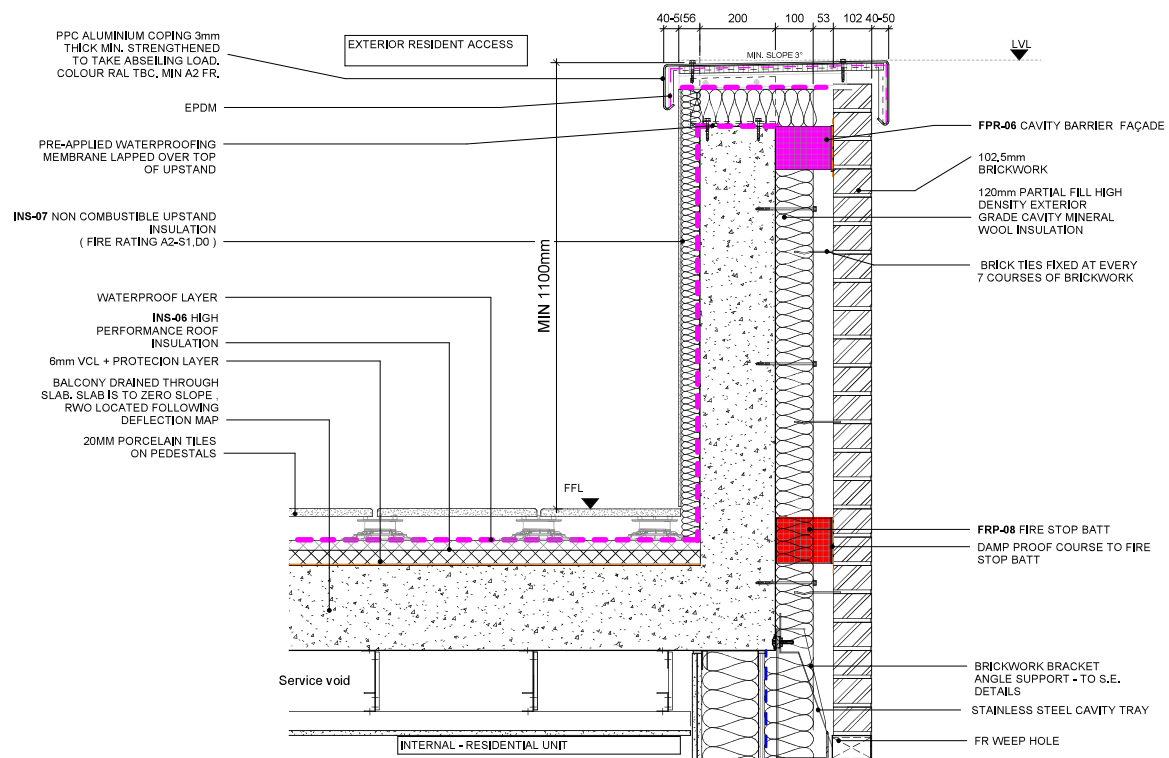 40-5
56
200
100
53
102
40-50
PPC ALUMINIUM COPING 3mm
THICK MIN. STRENGTHENED
TO TAKE ABSEILING LOAD.
COLOUR RAL TBC. MIN A2 FR.
EXTERIOR RESIDENT ACCESS
MIN. SLOPE 3°
LVL
EPDM
PRE-APPLIED WATERPROOFING
MEMBRANE LAPPED OVER TOP
OF UPSTAND
INS-07 NON COMBUSTIBLE UPSTAND
INSULATION
( FIRE RATING A2-S1,D0 )
WATERPROOF LAYER
INS-06 HIGH
PERFORMANCE ROOF
INSULATION
6mm VCL + PROTECION LAYER
BALCONY DRAINED THROUGH
SLAB. SLAB IS TO ZERO SLOPE ,
RWO LOCATED FOLLOWING
DEFLECTION MAP
20MM PORCELAIN TILES
ON PEDESTALS
MIN 1100mm
FFL
FPR-06 CAVITY BARRIER FAÇADE
102.5mm
BRICKWORK
120mm PARTIAL FILL HIGH
DENSITY EXTERIOR
GRADE CAVITY MINERAL
WOOL INSULATION
BRICK TIES FIXED AT EVERY
7 COURSES OF BRICKWORK
FRP-08 FIRE STOP BATT
DAMP PROOF COURSE TO FIRE
STOP BATT
BRICKWORK BRACKET
ANGLE SUPPORT - TO S.E.
DETAILS
STAINLESS STEEL CAVITY TRAY
FR WEEP HOLE
Service void
INTERNAL - RESIDENTIAL UNIT